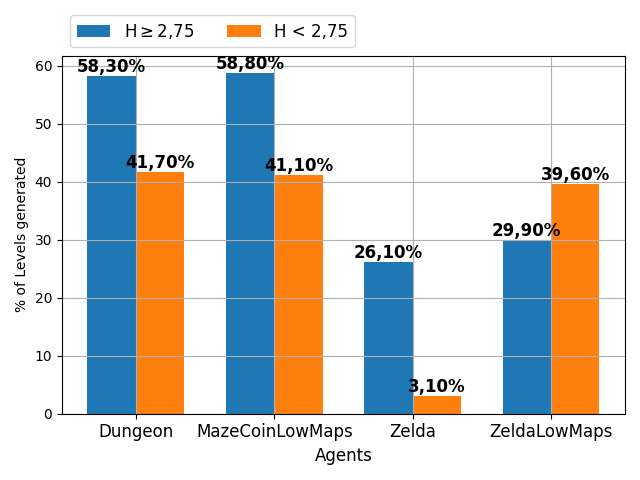 H ≥ 2,75
H < 2,75
58,30%
58,80%
41,70%
41,10%
39,60%
29,90%
26,10%
3,10%
% of Levels generated
60
50
40
30
20
10
0
Dungeon
MazeCoinLowMaps
Zelda
ZeldaLowMaps
Agents